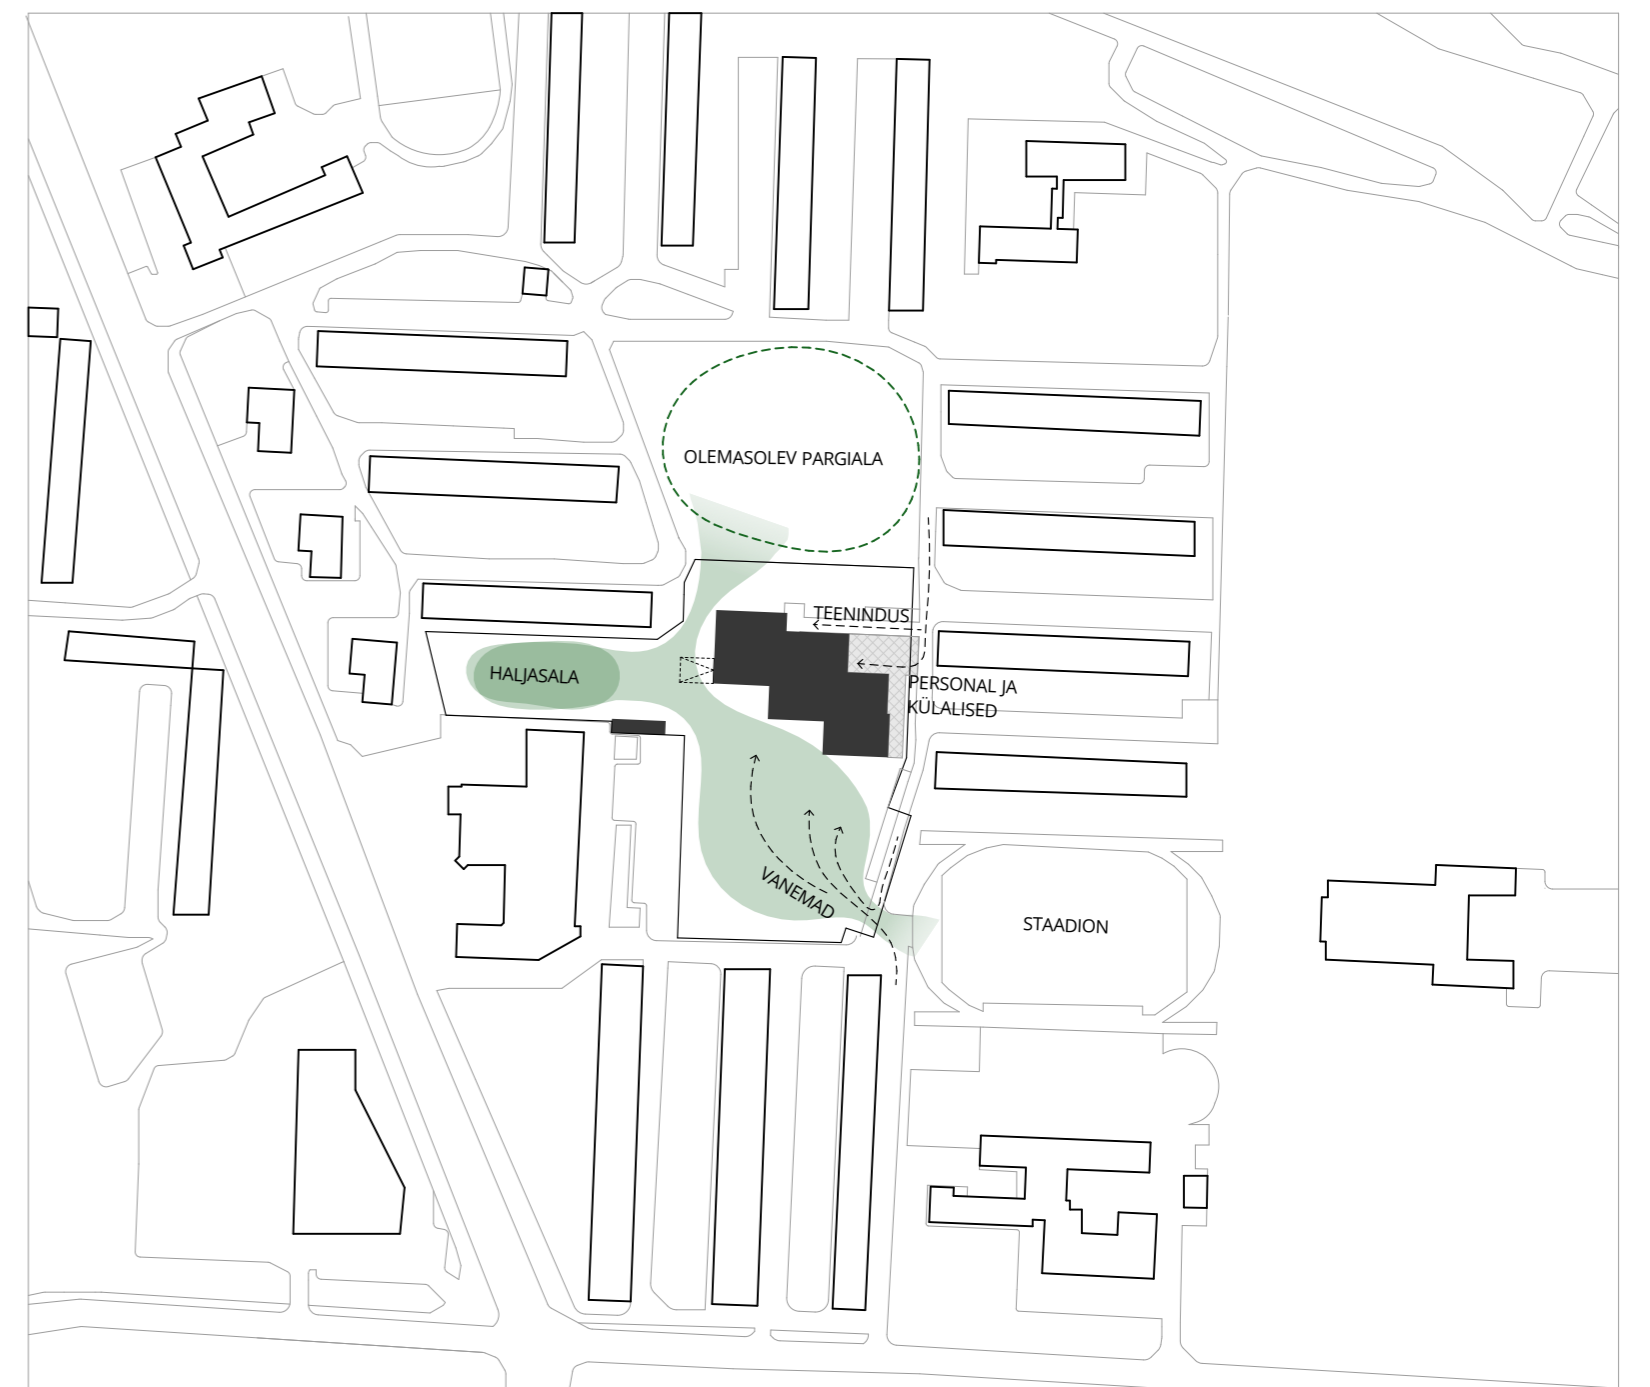 OLEMASOLEV PARGIALA
TEENINDUS
HALJASALA
PERSONAL JA
KÜLALISED
VANEMAD
STAADION